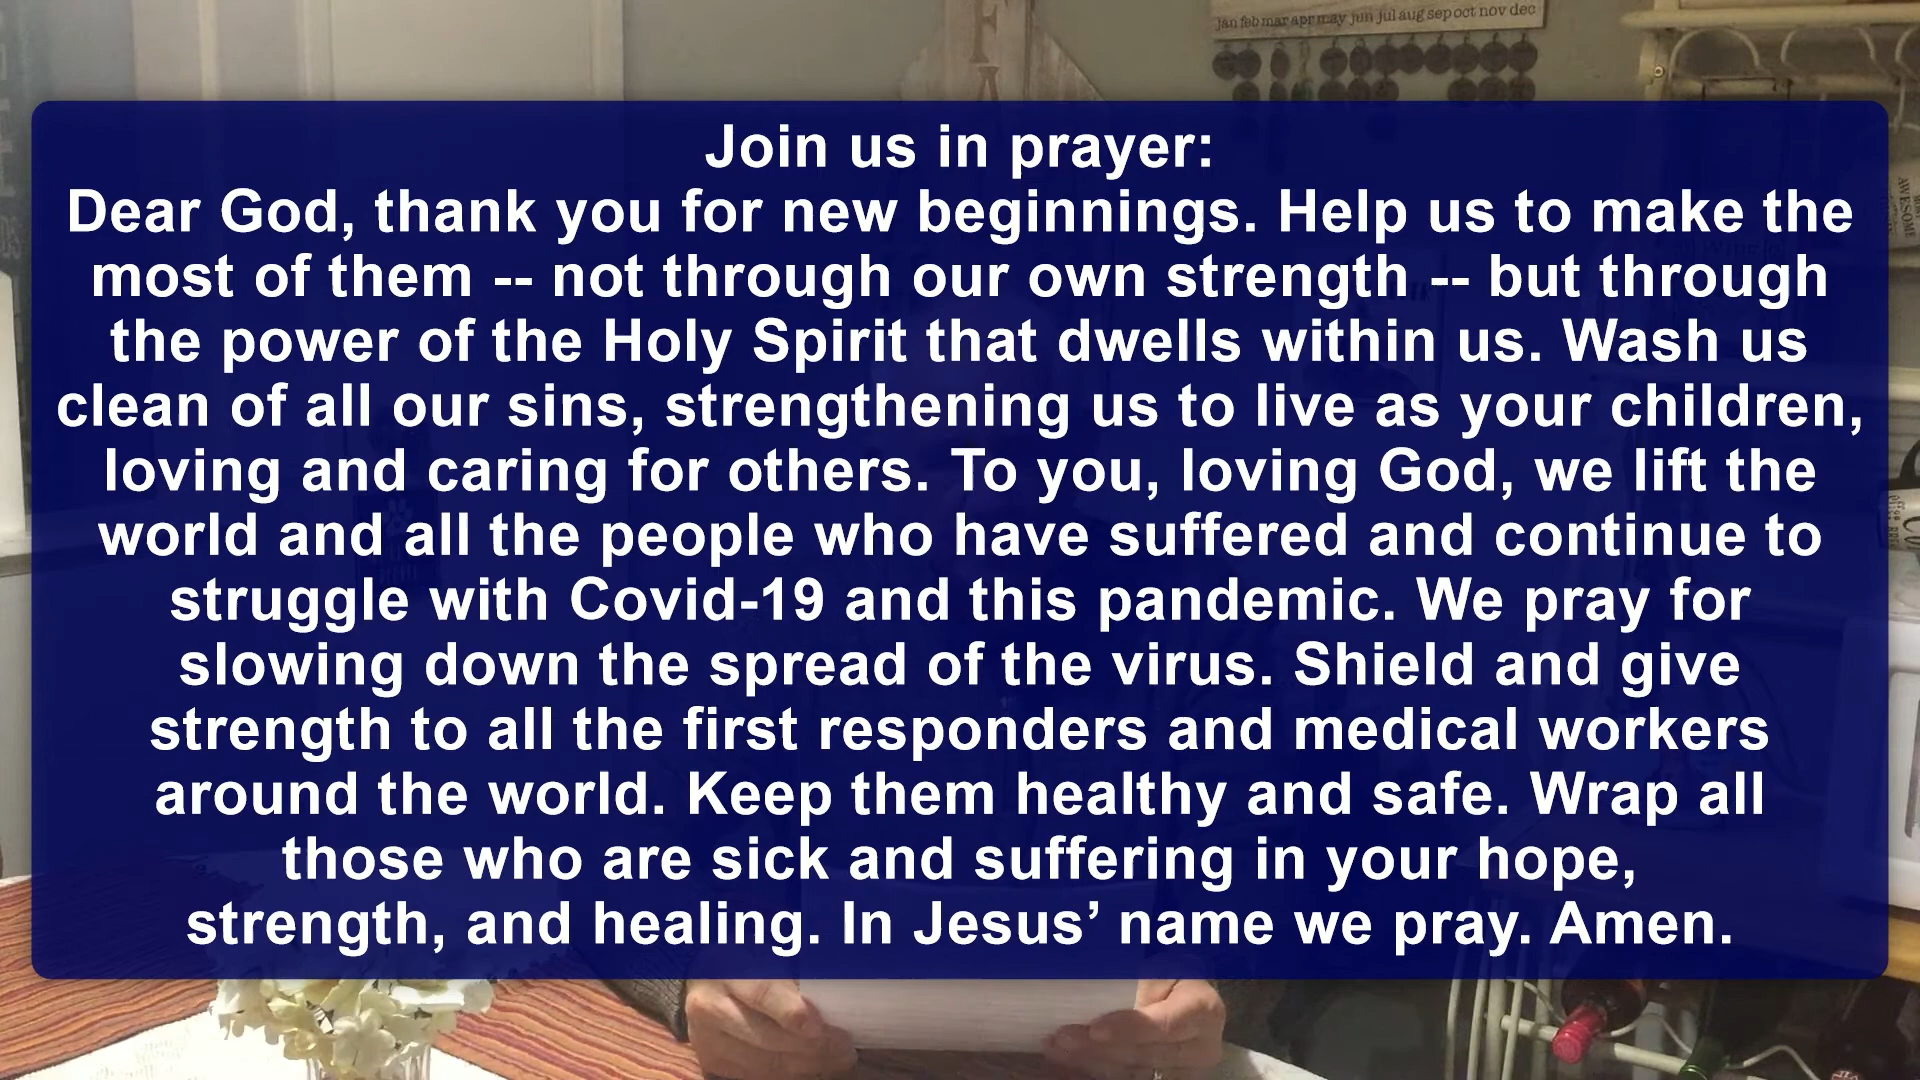 jan feb mar apr may jun jul aug sep oct nov dec
F
A
Join us in prayer:
Dear God, thank you for new beginnings. Help us to make the
most of them -- not through our own strength -- but through
the power of the Holy Spirit that dwells within us. Wash us
clean of all our sins, strengthening us to live as your children,
loving and caring for others. To you, loving God, we lift the
world and all the people who have suffered and continue to
struggle with Covid-19 and this pandemic. We pray for
slowing down the spread of the virus. Shield and give
strength to all the first responders and medical workers
around the world. Keep them healthy and safe. Wrap all
those who are sick and suffering in your hope,
strength, and healing. In Jesus’ name we pray. Amen.
AWESOME